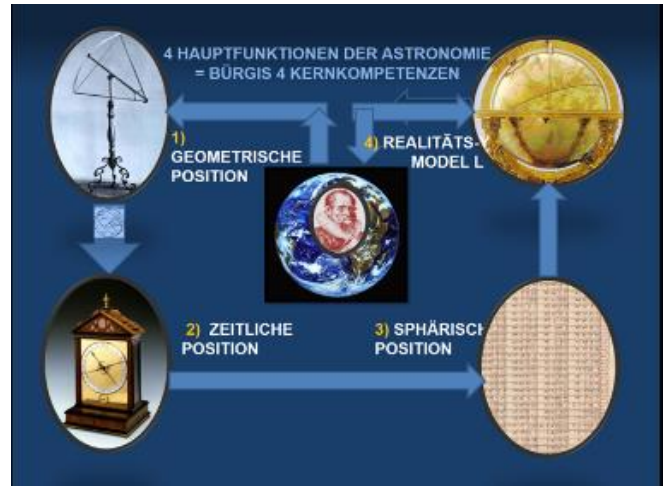 4 HAUPTFUNKTIONEN DER ASTRONOMIE
= BÜRGIS 4 KERNKOMPETENZEN
1)
GEOMETRISCHE
POSITION
4) REALITÄTS-
MODEL L
2) ZEITLICHE
POSITION
3) SPHÄRISCH
POSITION